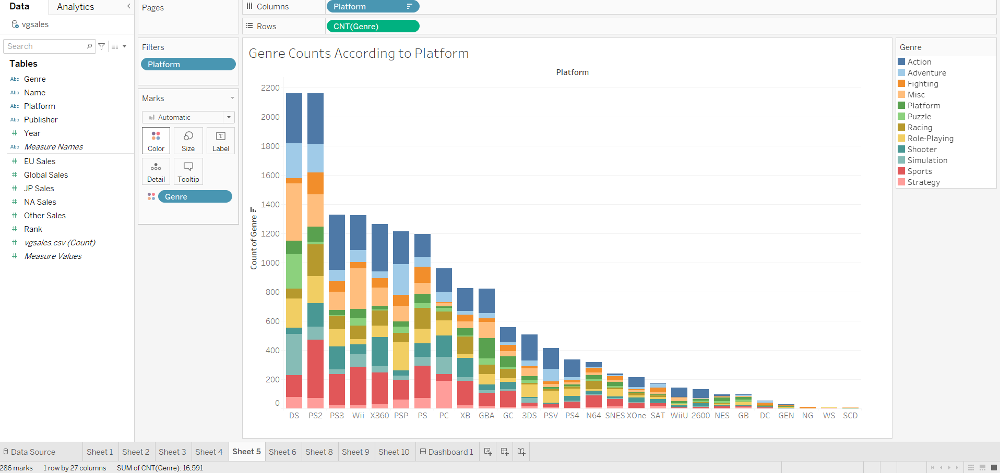 Data
Analytics
vgsales
Search
Tables
Abc Genre
Abc Name
Abc Platform
Abc Publisher
# Year
Abc Measure Names
# EU Sales
# Global Sales
# JP Sales
# NA Sales
# Other Sales
# Rank
# vgsales.csv (Count)
# Measure Values
Pages
Filters
Platform
Marks
Automatic
Color Size Label
Detail Tooltip
Genre
Columns Platform
Rows CNT(Genre)
Genre Counts According to Platform
Platform
Count of Genre
2200
2000
1800
1600
1400
1200
1000
800
600
400
200
0
DS PS2 PS3 Wii X360 PSP PS PC XB GBA GC 3DS PSV PS4 N64 SNES XOne SAT WiiU 2600 NES GB DC GEN NG WS SCD
Genre
Action
Adventure
Fighting
Misc
Platform
Puzzle
Racing
Role-Playing
Shooter
Simulation
Sports
Strategy
Data Source Sheet 1 Sheet 2 Sheet 3 Sheet 4 Sheet 5 Sheet 6 Sheet 8 Sheet 9 Sheet 10 Dashboard 1
286 marks 1 row by 27 columns SUM of CNT(Genre): 16,591